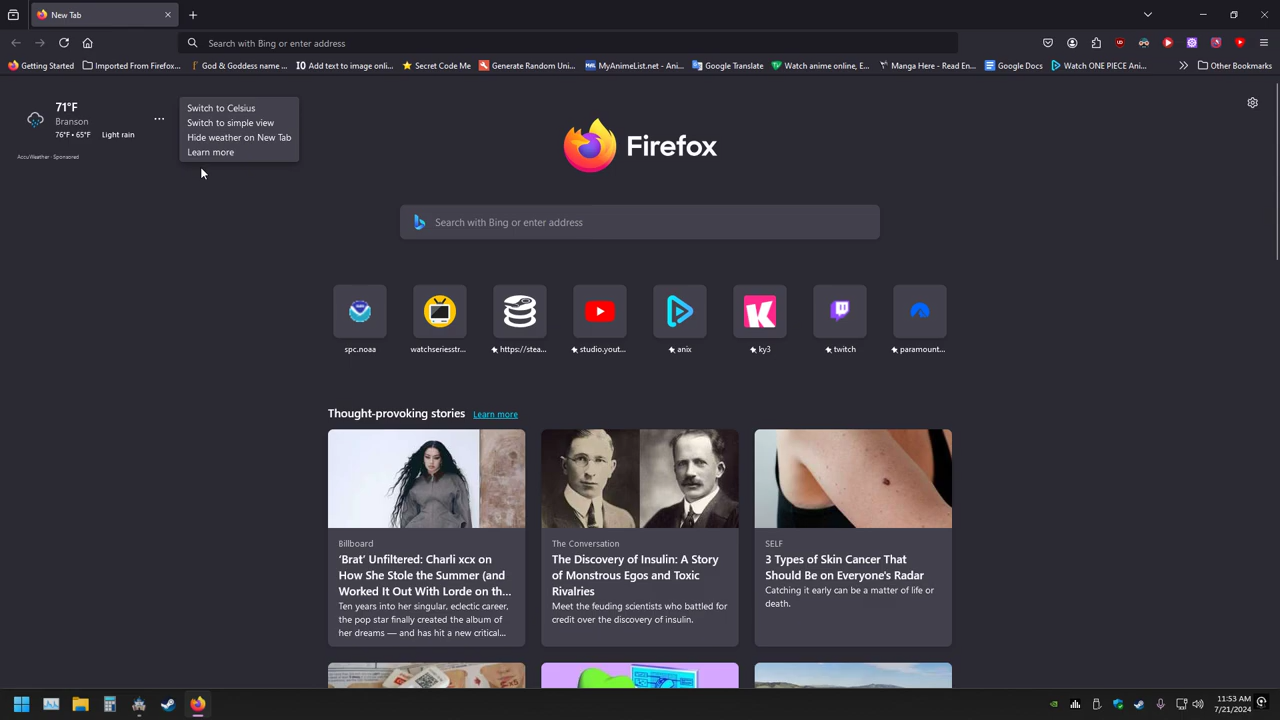 New Tab
Search with Bing or enter address
Getting Started
Imported From Firefox...
God & Goddess name ...
Add text to image onli...
Secret Code Me
Generate Random Uni...
MyAnimeList.net - Ani...
Google Translate
Watch anime online, E...
Manga Here - Read En...
Google Docs
Watch ONE PIECE Ani...
Other Bookmarks
71°F
Branson
76°F • 65°F Light rain
AccuWeather · Sponsored
Switch to Celsius
Switch to simple view
Hide weather on New Tab
Learn more
Firefox
Search with Bing or enter address
spc.noaa
watchseriesstr...
https://stea...
studio.yout...
anix
ky3
twitch
paramount...
Thought-provoking stories Learn more
Billboard
‘Brat’ Unfiltered: Charli xcx on
How She Stole the Summer (and
Worked It Out With Lorde on th...
Ten years into her singular, eclectic career,
the pop star finally created the album of
her dreams — and has hit a new critical...
The Conversation
The Discovery of Insulin: A Story
of Monstrous Egos and Toxic
Rivalries
Meet the feuding scientists who battled for
credit over the discovery of insulin.
SELF
3 Types of Skin Cancer That
Should Be on Everyone's Radar
Catching it early can be a matter of life or
death.
11:53 AM
7/21/2024